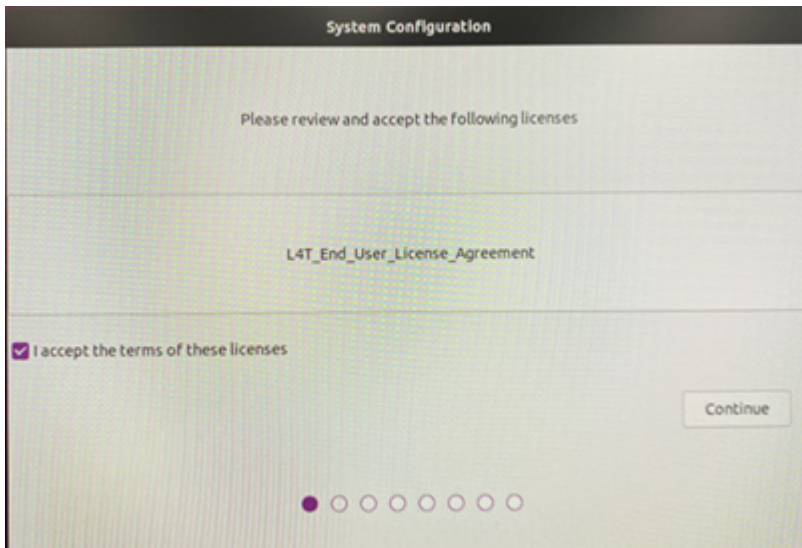 System Configuration
Please review and accept the following licenses
L4T_End_User_License_Agreement
I accept the terms of these licenses
Continue